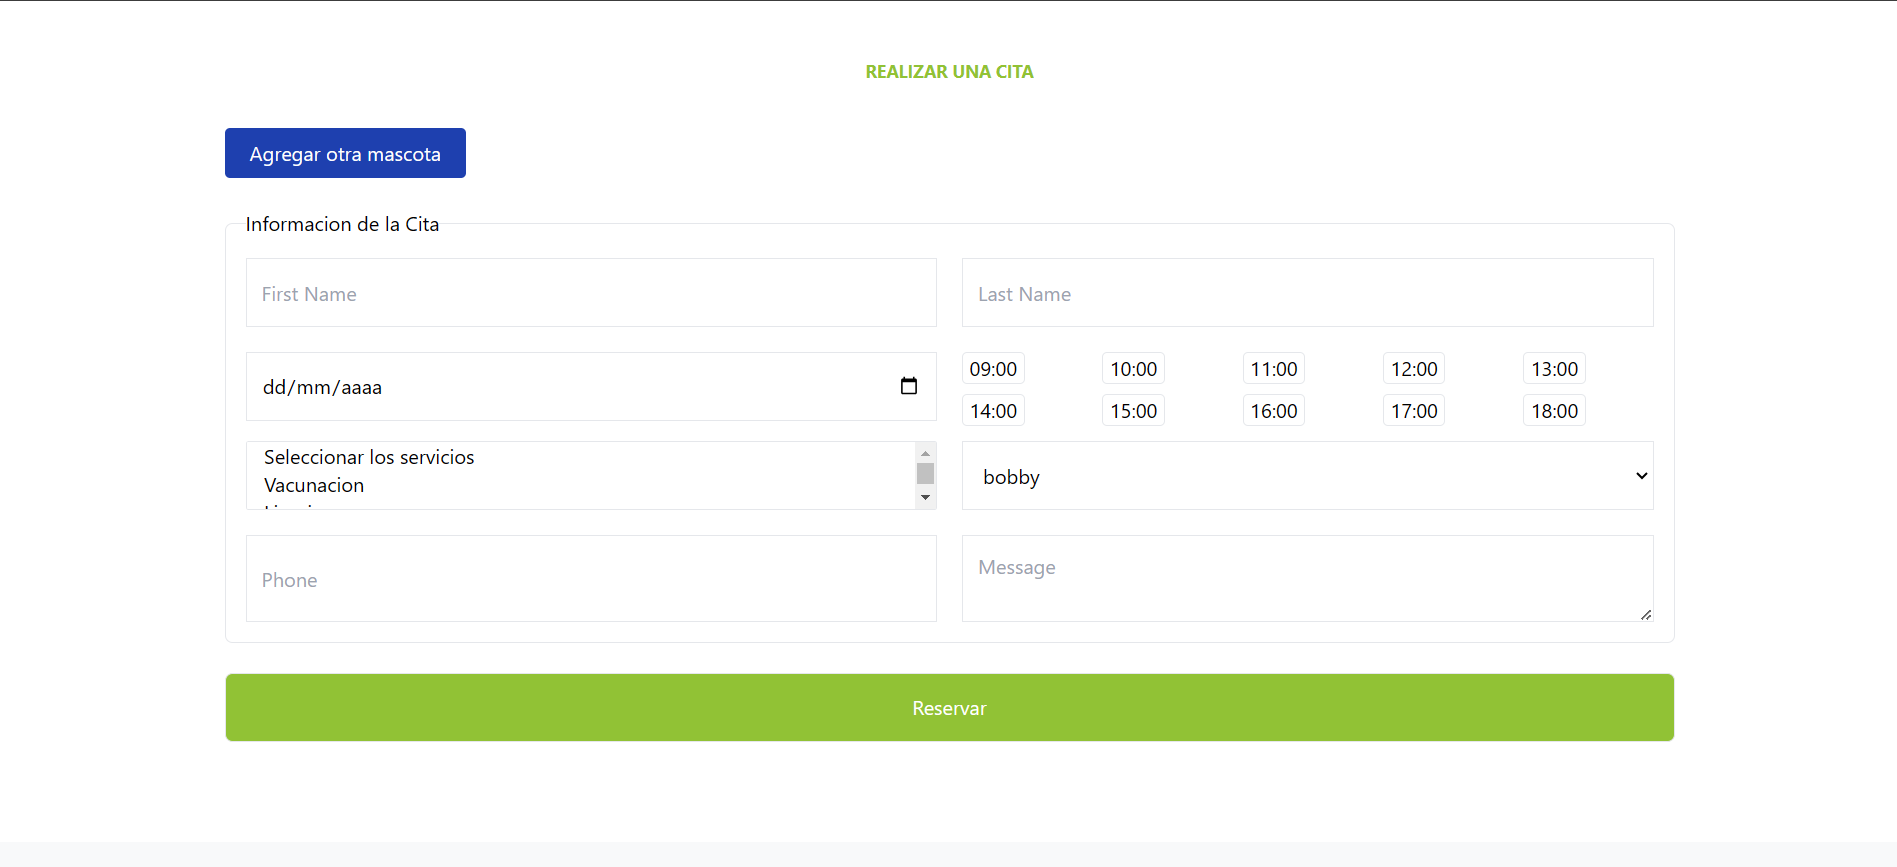 REALIZAR UNA CITA
Agregar otra mascota
Informacion de la Cita
First Name
Last Name
dd/mm/aaaa
09:00 10:00 11:00 12:00 13:00
14:00 15:00 16:00 17:00 18:00
Seleccionar los servicios
Vacunacion
bobby
Phone
Message
Reservar